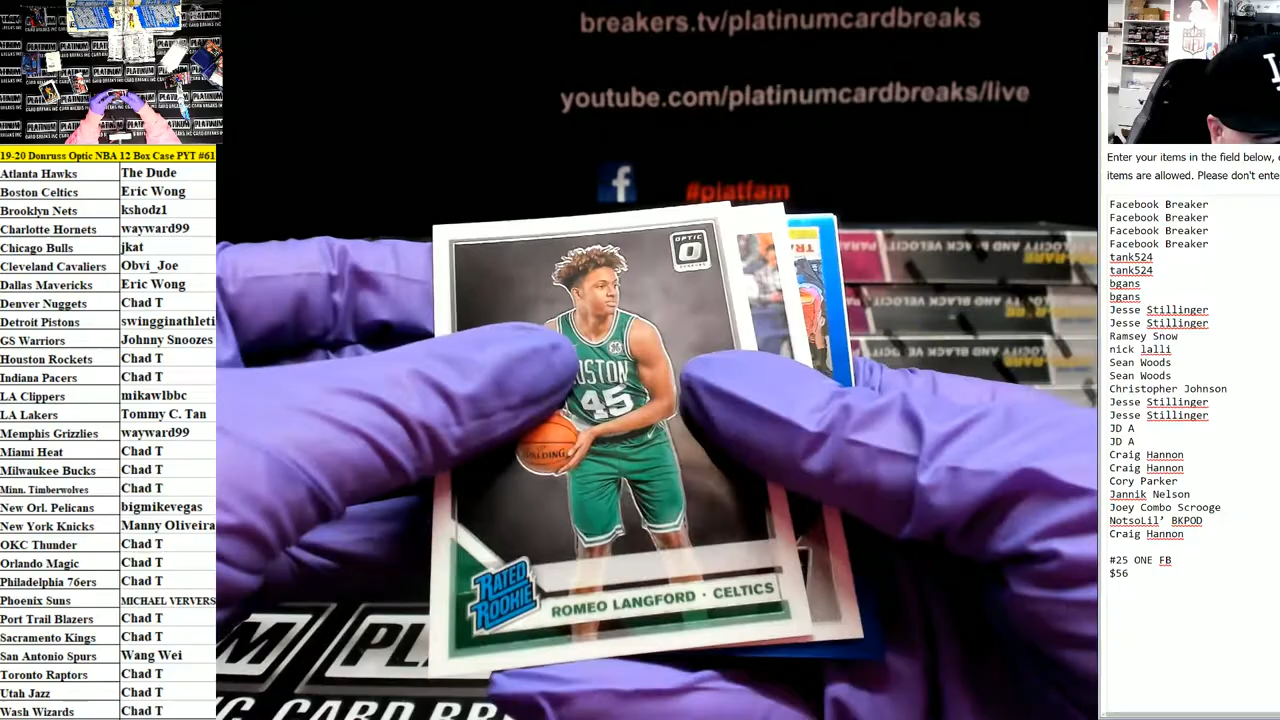 breakers.tv/platinumcardbreaks
youtube.com/platinumcardbreaks/live
f
#platfam
19-20 Donruss Optic NBA 12 Box Case PYT #61
Atlanta Hawks The Dude
Boston Celtics Eric Wong
Brooklyn Nets kshodz1
Charlotte Hornets wayward99
Chicago Bulls jkat
Cleveland Cavaliers Obvi_Joe
Dallas Mavericks Eric Wong
Denver Nuggets Chad T
Detroit Pistons swingginathleti
GS Warriors Johnny Snoozes
Houston Rockets Chad T
Indiana Pacers Chad T
LA Clippers mikawlbbc
LA Lakers Tommy C. Tan
Memphis Grizzlies wayward99
Miami Heat Chad T
Milwaukee Bucks Chad T
Minn. Timberwolves Chad T
New Orl. Pelicans bigmikevegas
New York Knicks Manny Oliveira
OKC Thunder Chad T
Orlando Magic Chad T
Philadelphia 76ers Chad T
Phoenix Suns MICHAEL VERVERS
Port Trail Blazers Chad T
Sacramento Kings Chad T
San Antonio Spurs Wang Wei
Toronto Raptors Chad T
Utah Jazz Chad T
Wash Wizards Chad T
OPTIC
BOSTON
45
SPALDING
RATED
ROOKIE
ROMEO LANGFORD · CELTICS
Enter your items in the field below,
items are allowed. Please don't ente
Facebook Breaker
Facebook Breaker
Facebook Breaker
Facebook Breaker
tank524
tank524
bgans
bgans
Jesse Stillinger
Jesse Stillinger
Ramsey Snow
nick lalli
Sean Woods
Sean Woods
Christopher Johnson
Jesse Stillinger
Jesse Stillinger
JD A
JD A
Craig Hannon
Craig Hannon
Cory Parker
Jannik Nelson
Joey Combo Scrooge
NotsoLil' BKPOD
Craig Hannon
#25 ONE FB
$56